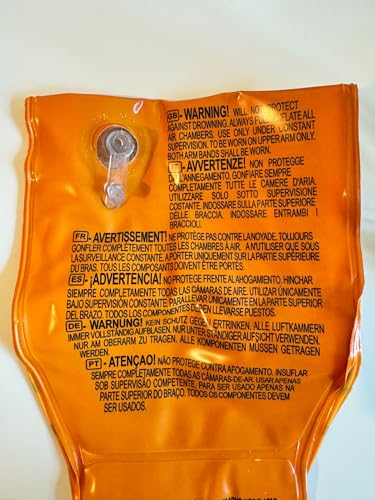 GB - WARNING! WILL NOT PROTECT
AGAINST DROWNING. ALWAYS FULLY INFLATE ALL
AIR CHAMBERS. USE ONLY UNDER CONSTANT
SUPERVISION. TO BE WORN ON UPPER ARM ONLY.
BOTH ARM BANDS SHALL BE WORN.
IT - AVVERTENZE! NON PROTEGGE
DALL'ANNEGAMENTO. GONFIARE SEMPRE
COMPLETAMENTE TUTTE LE CAMERE D'ARIA.
UTILIZZARE SOLO SOTTO SUPERVISIONE
COSTANTE. INDOSSARE SULLA PARTE SUPERIORE
DELLE BRACCIA. INDOSSARE ENTRAMBI I
BRACCIOLI.
FR - AVERTISSEMENT! NE PROTÈGE PAS CONTRE LA NOYADE. TOUJOURS
GONFLER COMPLÈTEMENT TOUTES LES CHAMBRES À AIR. A N'UTILISER QUE SOUS
LA SURVEILLANCE CONSTANTE. A PORTER UNIQUEMENT SUR LA PARTIE SUPÉRIEURE
DU BRAS. TOUS LES COMPOSANTS DOIVENT ÊTRE PORTÉS.
ES - ¡ADVERTENCIA! NO PROTEGE FRENTE AL AHOGAMIENTO. HINCHAR
SIEMPRE COMPLETAMENTE TODAS LAS CÁMARAS DE AIRE. UTILIZAR ÚNICAMENTE
BAJO SUPERVISIÓN CONSTANTE. PARA LLEVAR ÚNICAMENTE EN LA PARTE SUPERIOR
DEL BRAZO. TODOS LOS COMPONENTES DEBEN LLEVARSE PUESTOS.
DE - WARNUNG! KEIN SCHUTZ GEGEN ERTRINKEN. ALLE LUFTKAMMERN
IMMER VOLLSTÄNDIG AUFBLASEN. NUR UNTER STÄNDIGER AUFSICHT VERWENDEN.
NUR AM OBERARM ZU TRAGEN. ALLE KOMPONENTEN MÜSSEN GETRAGEN
WERDEN.
PT - ATENÇAO! NÃO PROTEGE CONTRA AFOGAMENTO. INSUFLAR
SEMPRE COMPLETAMENTE TODAS AS CÂMARAS-DE-AR. USAR APENAS
SOB SUPERVISÃO COMPETENTE. PARA SER USADO APENAS NA
PARTE SUPERIOR DO BRAÇO. TODOS OS COMPONENTES DEVEM
SER USADOS.